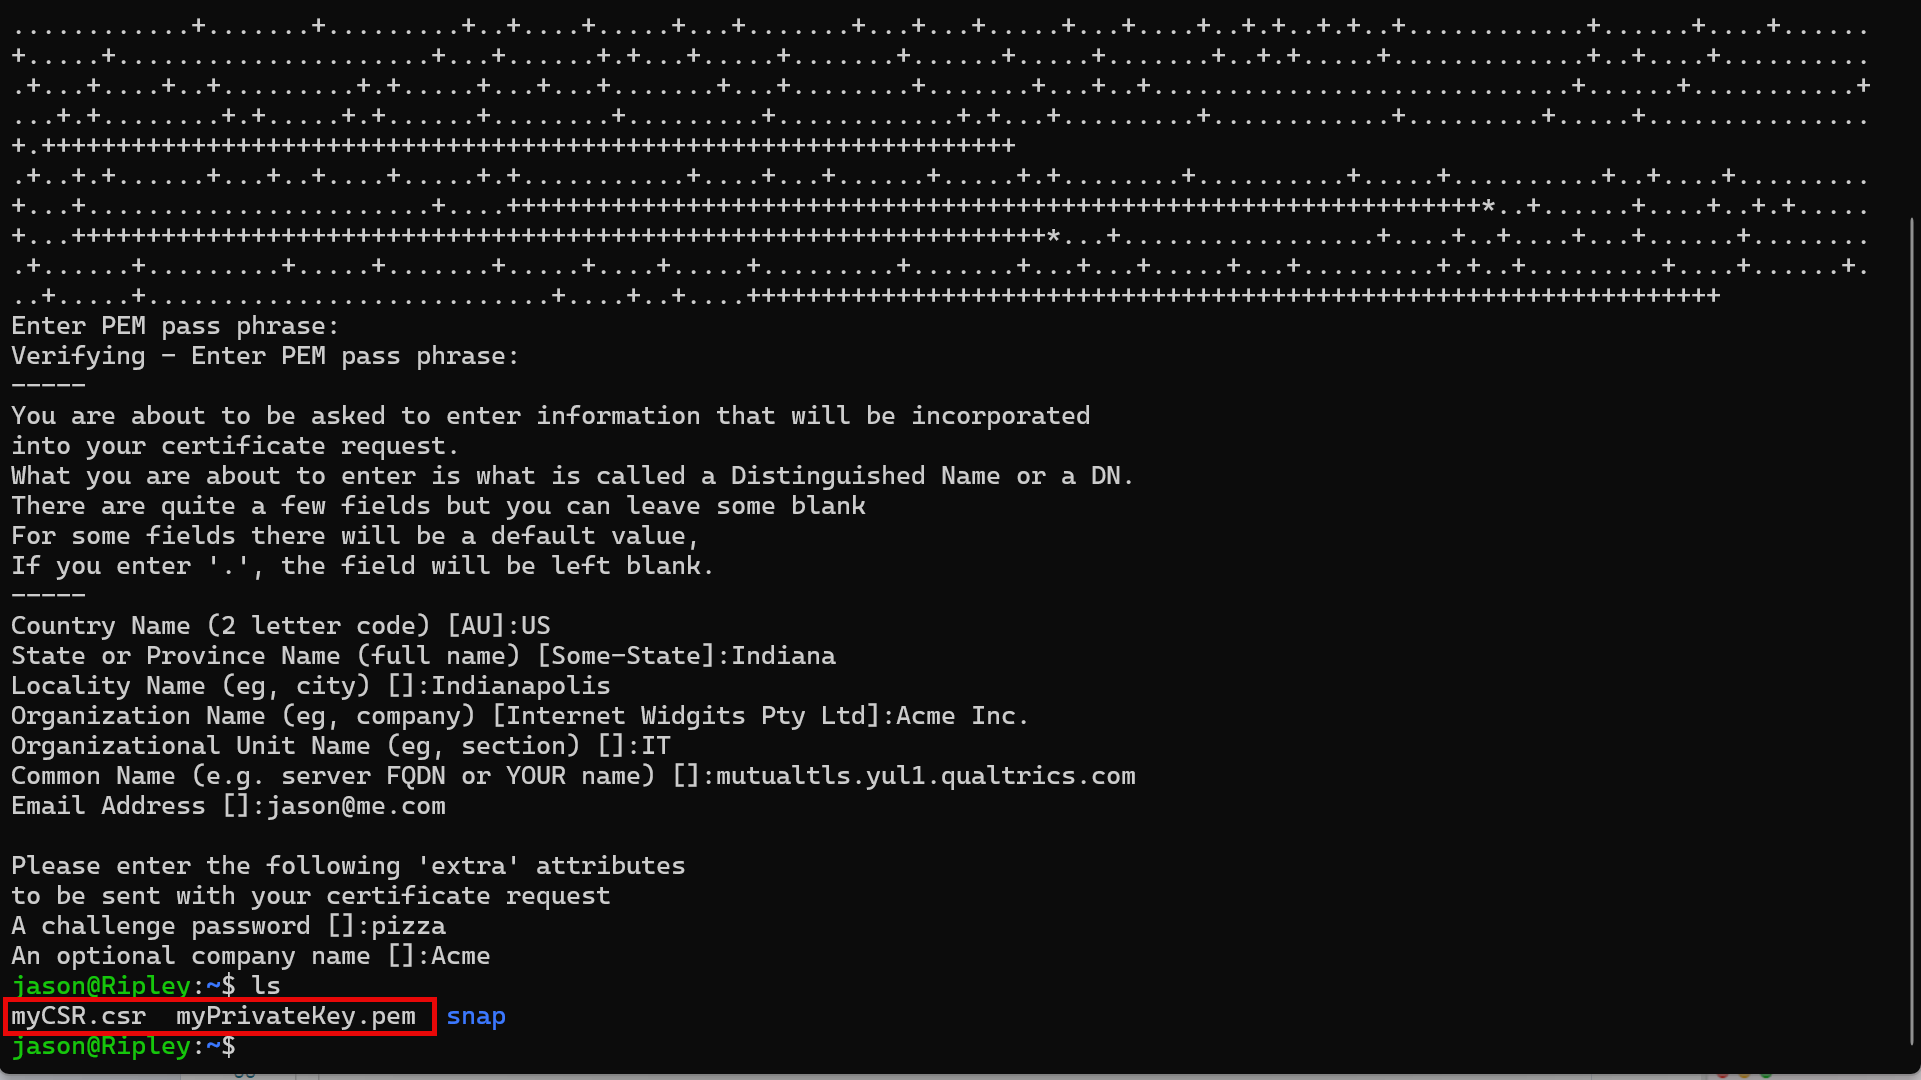 Enter PEM pass phrase:
Verifying - Enter PEM pass phrase:
-----
You are about to be asked to enter information that will be incorporated
into your certificate request.
What you are about to enter is what is called a Distinguished Name or a DN.
There are quite a few fields but you can leave some blank
For some fields there will be a default value,
If you enter '.', the field will be left blank.
-----
Country Name (2 letter code) [AU]:US
State or Province Name (full name) [Some-State]:Indiana
Locality Name (eg, city) []:Indianapolis
Organization Name (eg, company) [Internet Widgits Pty Ltd]:Acme Inc.
Organizational Unit Name (eg, section) []:IT
Common Name (e.g. server FQDN or YOUR name) []:mutualtls.yul1.qualtrics.com
Email Address []:jason@me.com

Please enter the following 'extra' attributes
to be sent with your certificate request
A challenge password []:pizza
An optional company name []:Acme
jason@Ripley:~$ ls
myCSR.csr  myPrivateKey.pem  snap
jason@Ripley:~$